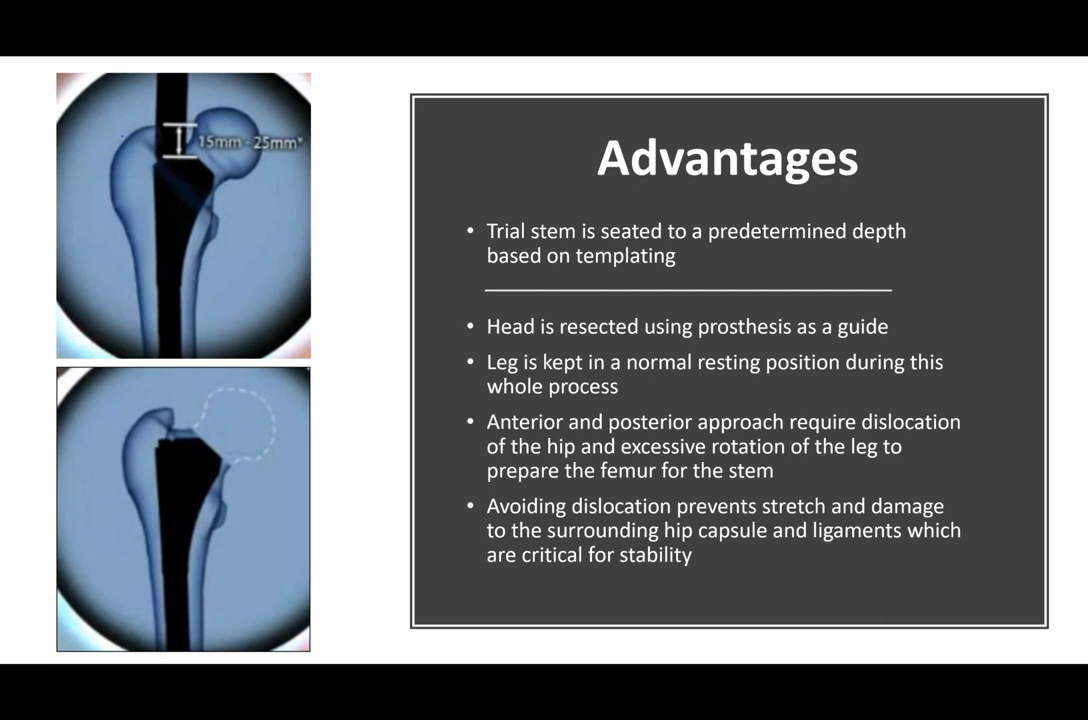 15mm - 25mm*
Advantages
• Trial stem is seated to a predetermined depth
based on templating
• Head is resected using prosthesis as a guide
• Leg is kept in a normal resting position during this
whole process
• Anterior and posterior approach require dislocation
of the hip and excessive rotation of the leg to
prepare the femur for the stem
• Avoiding dislocation prevents stretch and damage
to the surrounding hip capsule and ligaments which
are critical for stability